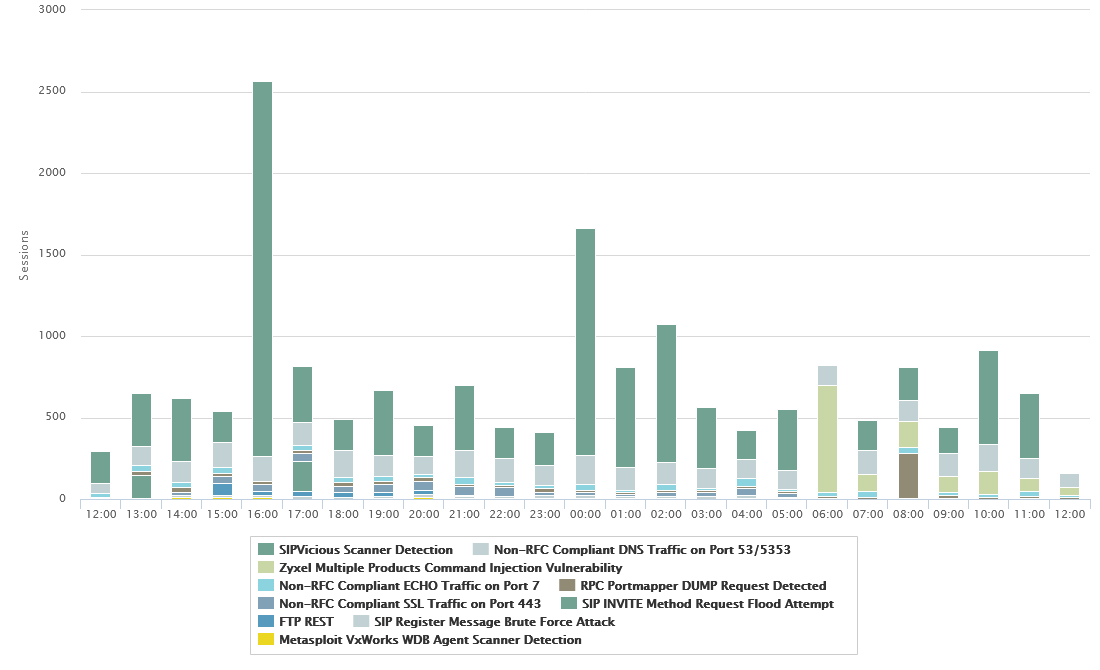 3000
2500
2000
1500
1000
500
0
Sessions
12:00 13:00 14:00 15:00 16:00 17:00 18:00 19:00 20:00 21:00 22:00 23:00 00:00 01:00 02:00 03:00 04:00 05:00 06:00 07:00 08:00 09:00 10:00 11:00 12:00
SIPVicious Scanner Detection Non-RFC Compliant DNS Traffic on Port 53/5353
Zyxel Multiple Products Command Injection Vulnerability
Non-RFC Compliant ECHO Traffic on Port 7 RPC Portmapper DUMP Request Detected
Non-RFC Compliant SSL Traffic on Port 443 SIP INVITE Method Request Flood Attempt
FTP REST SIP Register Message Brute Force Attack
Metasploit VxWorks WDB Agent Scanner Detection